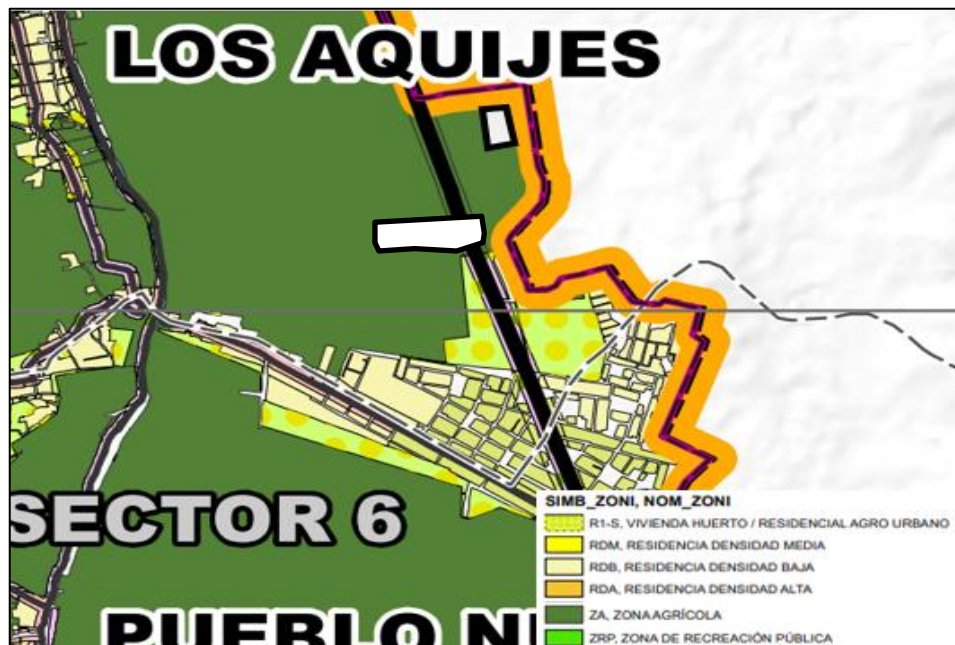 LOS AQUIJES
SECTOR 6
SIMB_ZONI, NOM_ZONI
R1-S, VIVIENDA HUERTO / RESIDENCIAL AGRO URBANO
RDM, RESIDENCIA DENSIDAD MEDIA
RDB, RESIDENCIA DENSIDAD BAJA
RDA, RESIDENCIA DENSIDAD ALTA
ZA, ZONA AGRÍCOLA
ZRP, ZONA DE RECREACIÓN PÚBLICA
PUEBLO